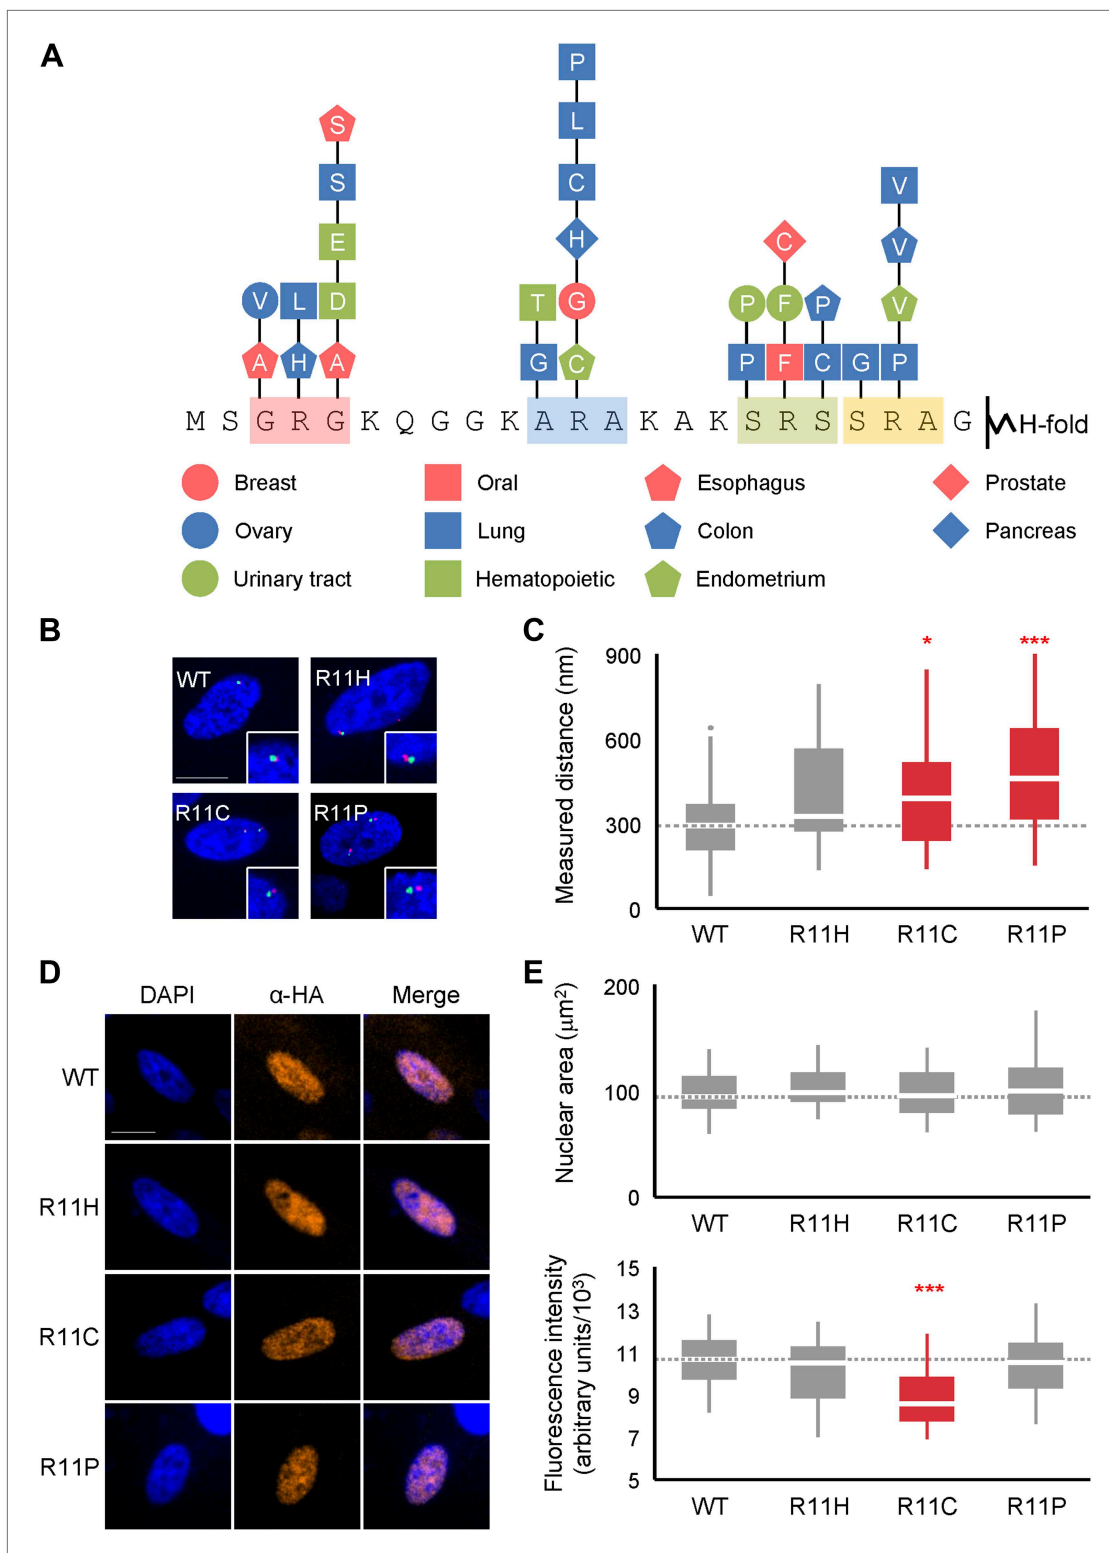 A
P
S
L
S
C
V
E
H
C
V
V
L
D
T
G
P
F
P
V
A
H
A
G
C
P
F
C
G
P
M S G R G K Q G G K A R A K A K S R S S R A G
H-fold
Breast
Oral
Esophagus
Prostate
Ovary
Lung
Colon
Pancreas
Urinary tract
Hematopoietic
Endometrium
B
WT
R11H
R11C
R11P
C
Measured distance (nm)
900
600
300
0
*
***
WT
R11H
R11C
R11P
D
DAPI
α-HA
Merge
WT
R11H
R11C
R11P
E
Nuclear area (μm²)
200
100
0
WT
R11H
R11C
R11P
Fluorescence intensity
(arbitrary units/10³)
15
13
11
9
7
5
***
WT
R11H
R11C
R11P